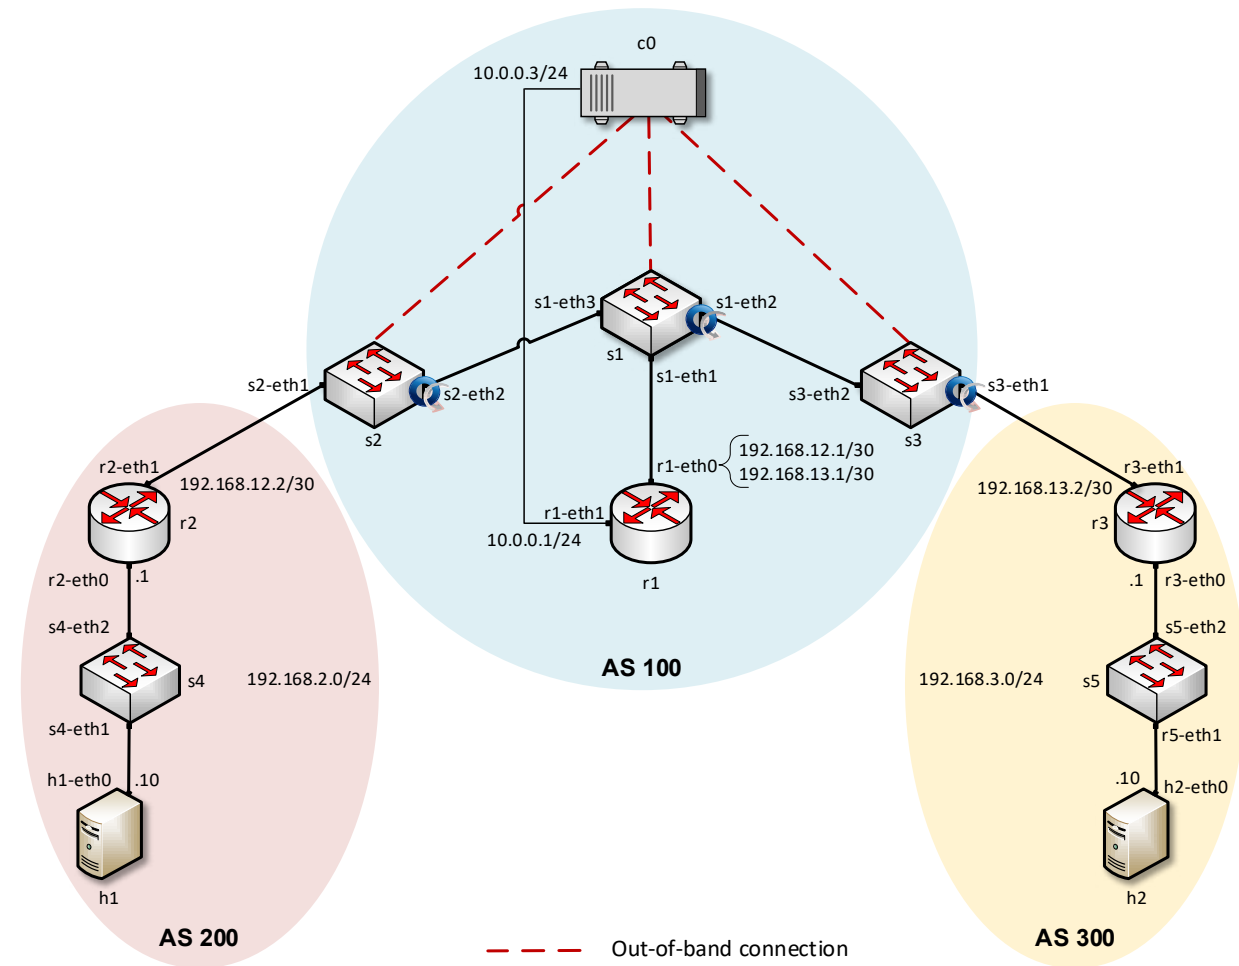 c0
10.0.0.3/24
s1-eth3
s1-eth2
s1
s1-eth1
s2-eth1
s2-eth2
s2
s3-eth2
s3-eth1
s3
r2-eth1
192.168.12.2/30
r2
r1-eth0
192.168.12.1/30
192.168.13.1/30
r1-eth1
10.0.0.1/24
r1
r3-eth1
192.168.13.2/30
r3
r2-eth0
.1
.1
r3-eth0
s4-eth2
s4
192.168.2.0/24
s4-eth1
AS 100
s5-eth2
192.168.3.0/24
s5
r5-eth1
h1-eth0
.10
h1
.10
h2-eth0
h2
AS 200
AS 300
Out-of-band connection